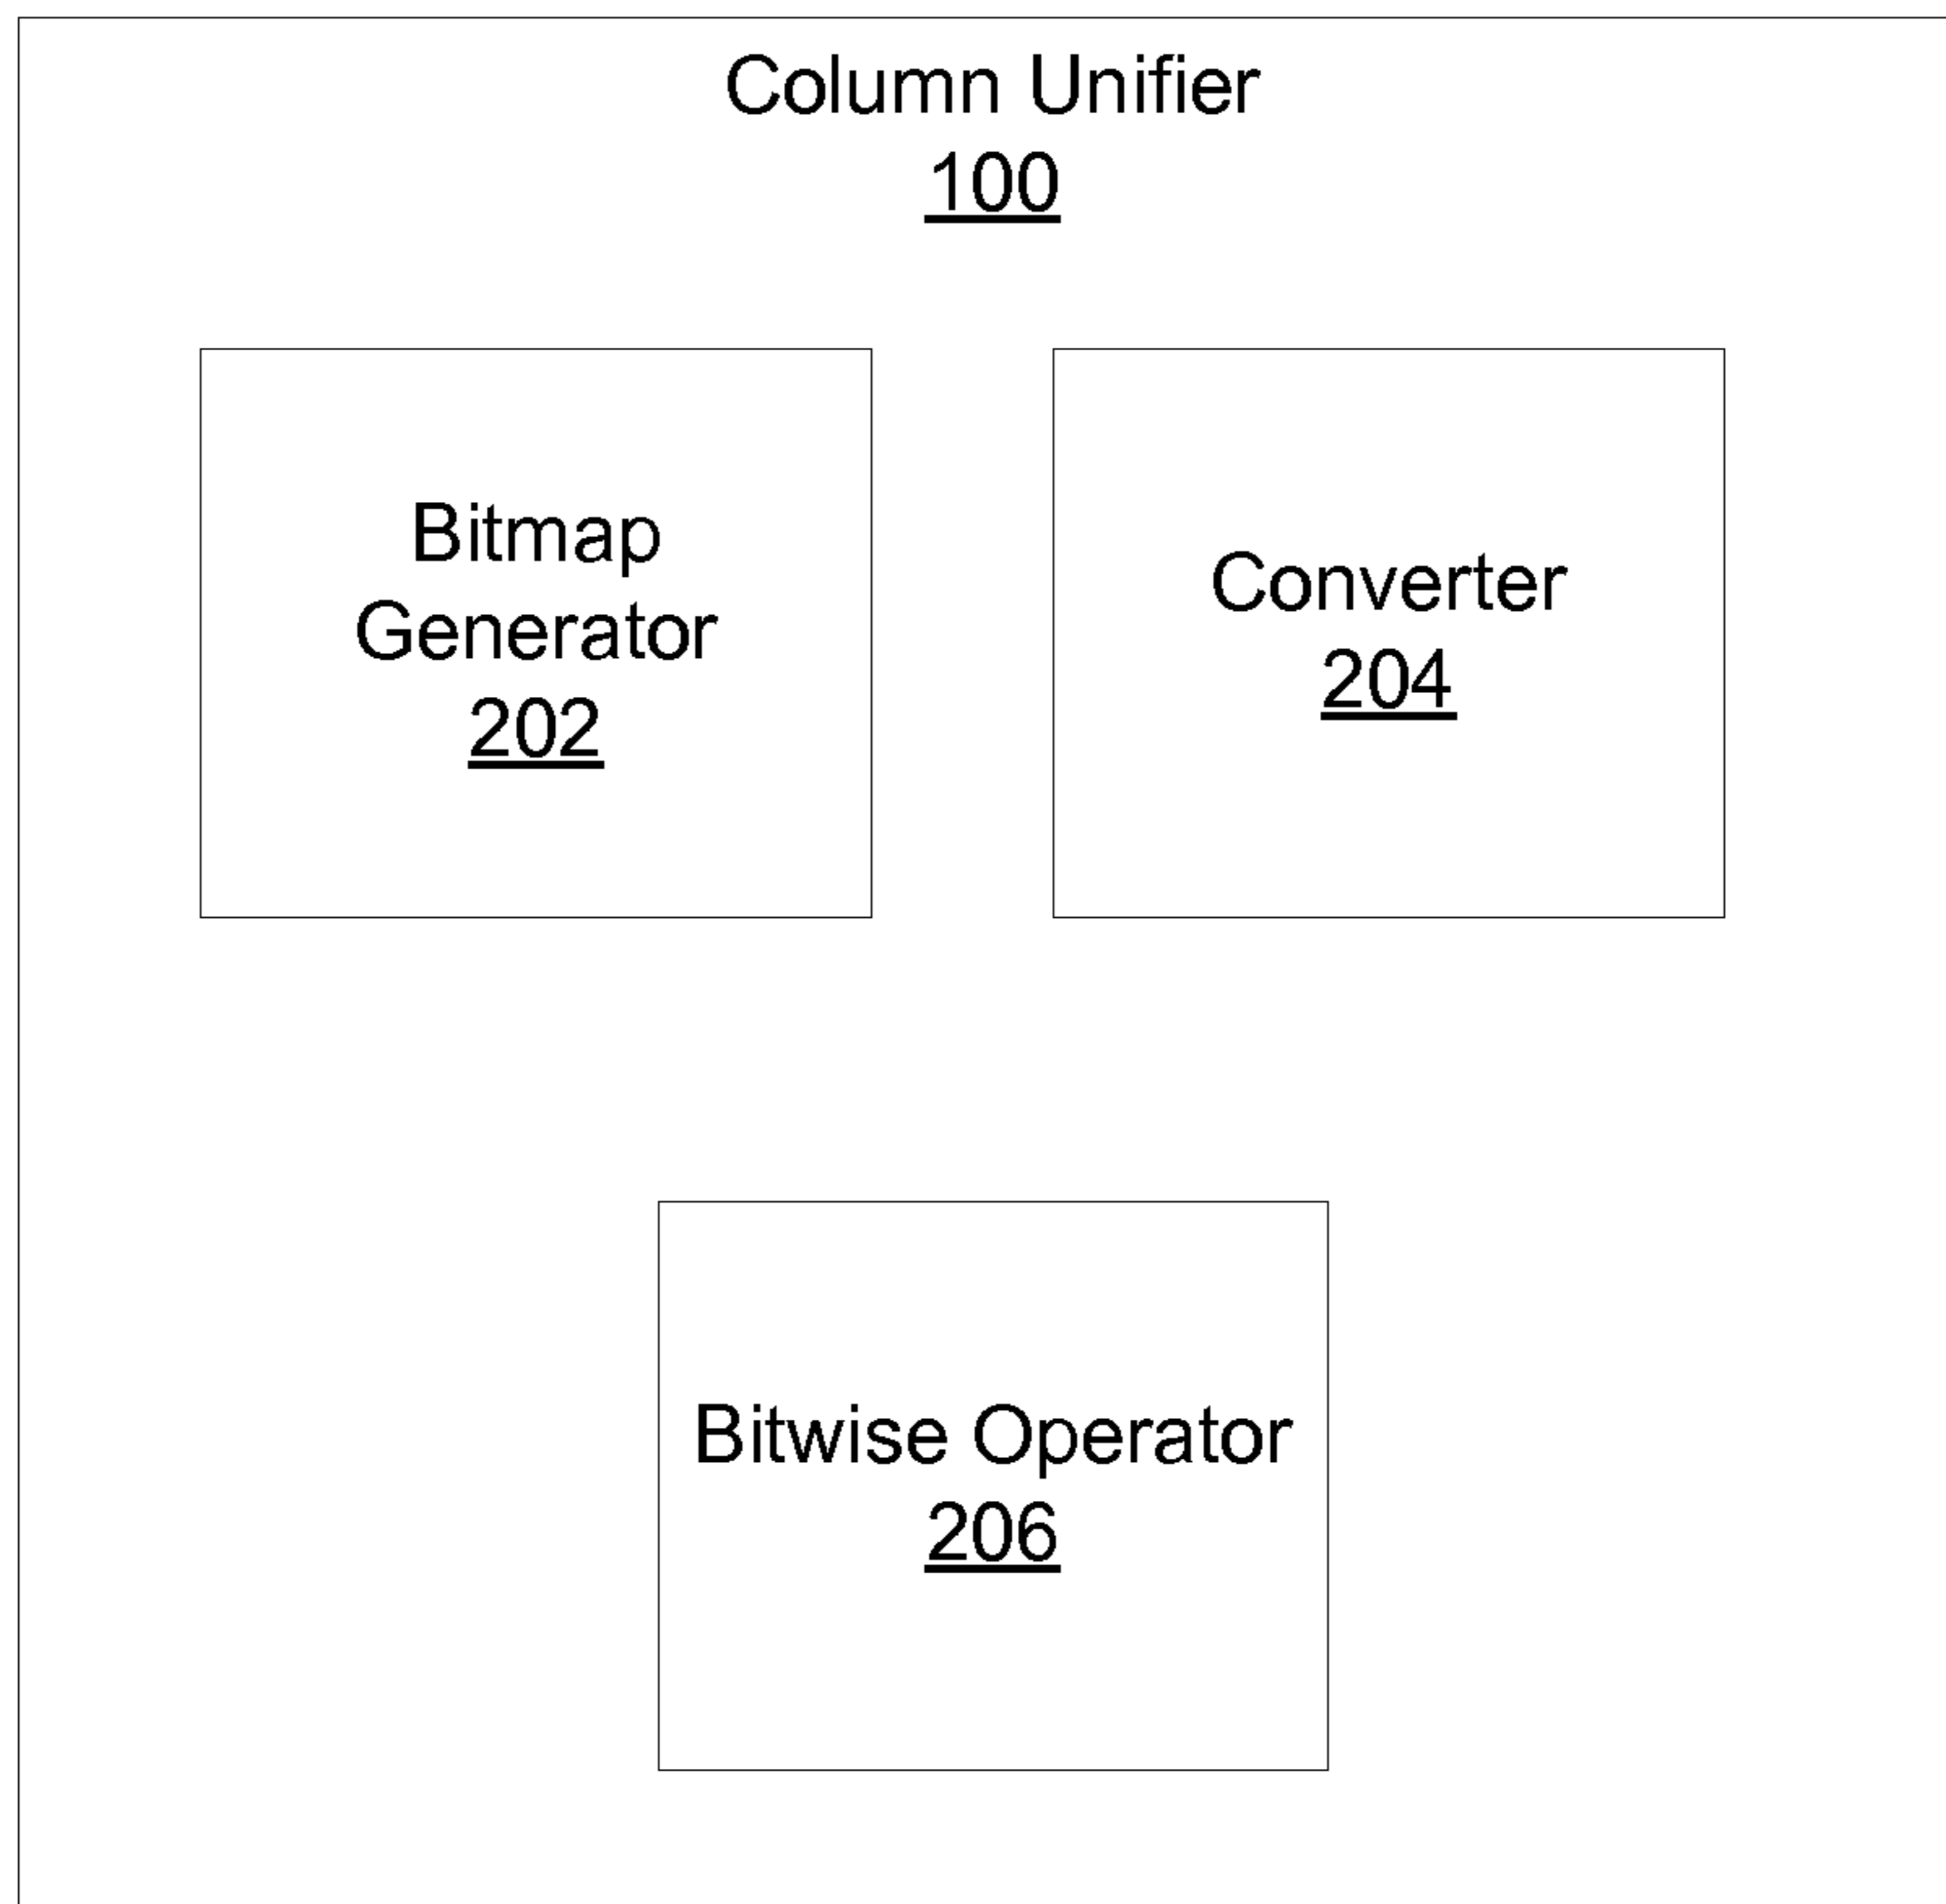 Column Unifier
100
Bitmap
Generator
202
Converter
204
Bitwise Operator
206